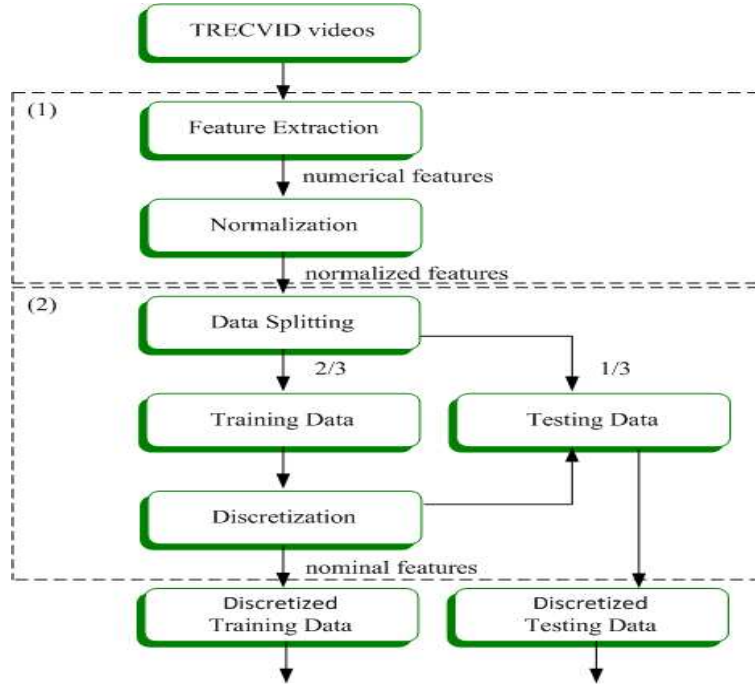 TRECVID videos
(1)
Feature Extraction
numerical features
Normalization
normalized features
(2)
Data Splitting
2/3
1/3
Training Data
Testing Data
Discretization
nominal features
Discretized
Training Data
Discretized
Testing Data